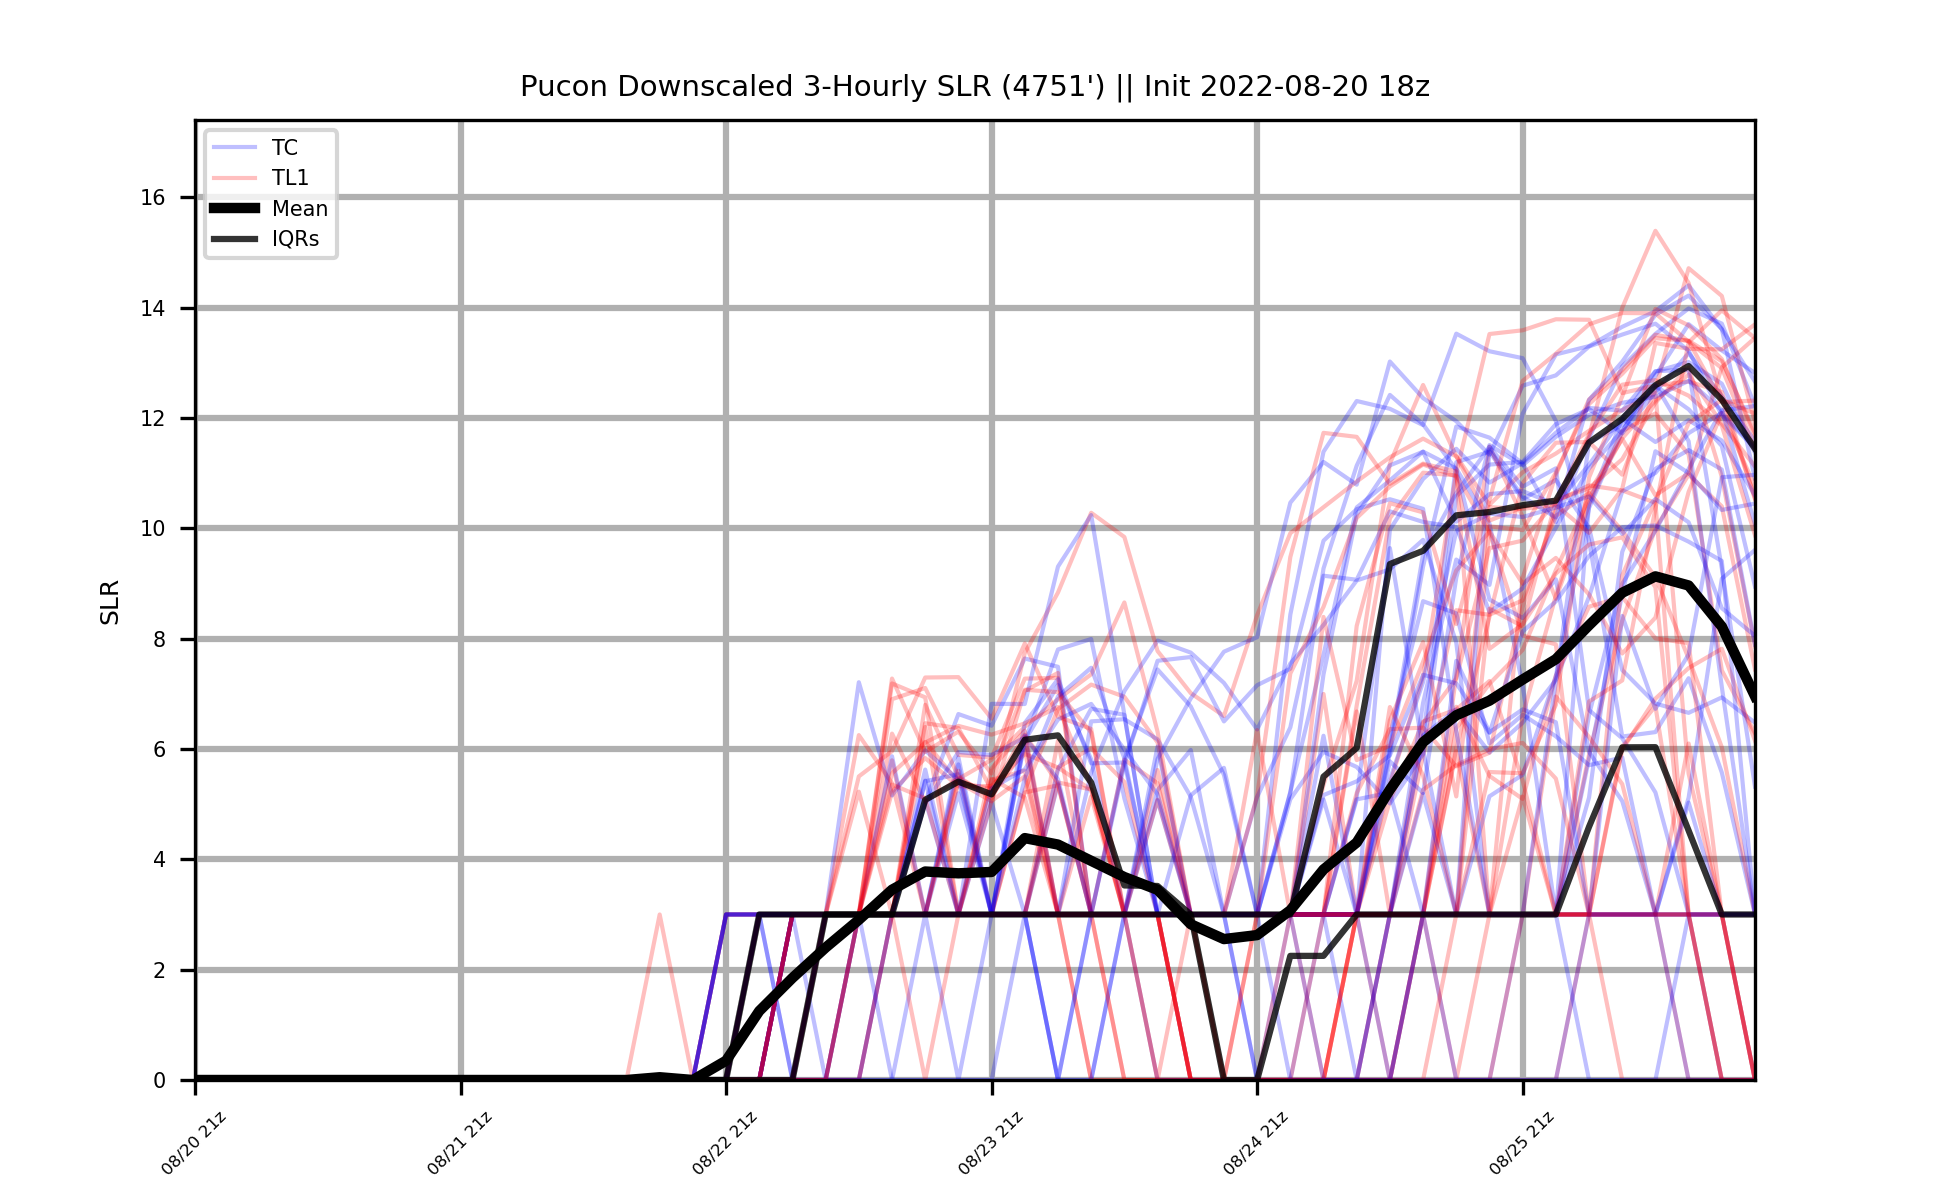 Pucon Downscaled 3-Hourly SLR (4751') || Init 2022-08-20 18z
TC
TL1
Mean
IQRs
SLR
16
14
12
10
8
6
4
2
0
08/20 21z
08/21 21z
08/22 21z
08/23 21z
08/24 21z
08/25 21z